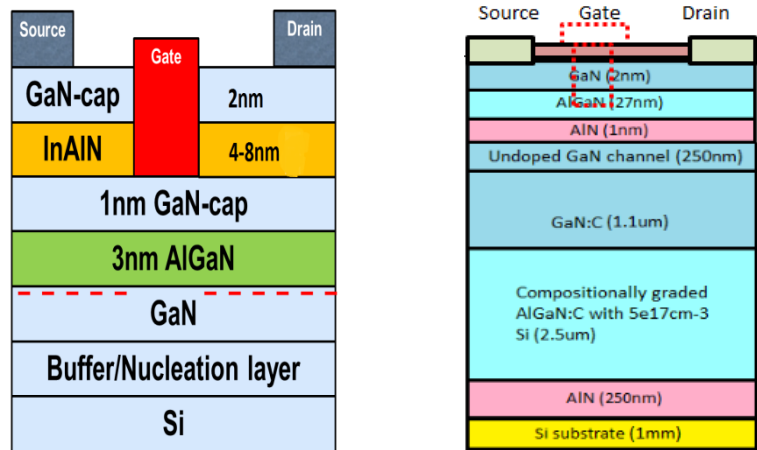 Source
Gate
Drain
GaN-cap
2nm
InAlN
4-8nm
1nm GaN-cap
3nm AlGaN
GaN
Buffer/Nucleation layer
Si
Source
Gate
Drain
GaN (2nm)
AlGaN (27nm)
AlN (1nm)
Undoped GaN channel (250nm)
GaN:C (1.1um)
Compositionally graded
AlGaN:C with 5e17cm-3
Si (2.5um)
AlN (250nm)
Si substrate (1mm)